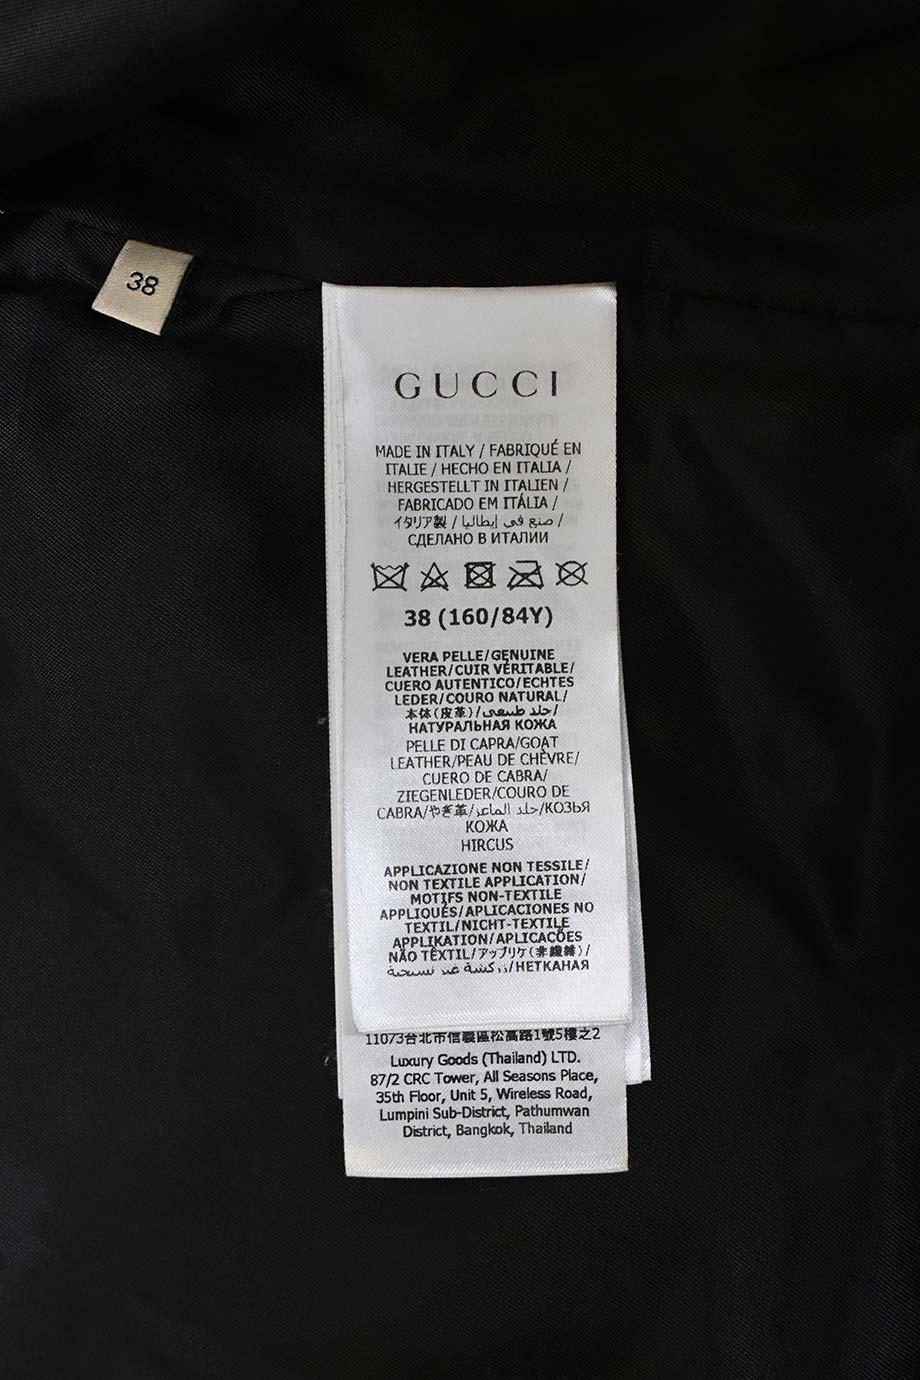 38
GUCCI
MADE IN ITALY / FABRIQUÉ EN
ITALIE / HECHO EN ITALIA /
HERGESTELLT IN ITALIEN /
FABRICADO EM ITÁLIA /
イタリア製 / صنع في إيطاليا /
СДЕЛАНО В ИТАЛИИ
38 (160/84Y)
VERA PELLE/GENUINE
LEATHER/CUIR VÉRITABLE/
CUERO AUTENTICO/ECHTES
LEDER/COURO NATURAL/
本体(皮革)/جلد طبيعي/
НАТУРАЛЬНАЯ КОЖА
PELLE DI CAPRA/GOAT
LEATHER/PEAU DE CHÈVRE/
CUERO DE CABRA/
ZIEGENLEDER/COURO DE
CABRA/やぎ革/جلد الماعز/КОЗЬЯ
КОЖА
HIRCUS
APPLICAZIONE NON TESSILE/
NON TEXTILE APPLICATION/
MOTIFS NON-TEXTILE
APPLIQUÉS/APLICACIONES NO
TEXTIL/NICHT-TEXTILE
APPLIKATION/APLICAÇÕES
NÃO TÊXTIL/アップリケ(非繊維)/
زركشة غير نسيجية/НЕТКАНАЯ
11073台北市信義區松高路1號5樓之2
Luxury Goods (Thailand) LTD.
87/2 CRC Tower, All Seasons Place,
35th Floor, Unit 5, Wireless Road,
Lumpini Sub-District, Pathumwan
District, Bangkok, Thailand